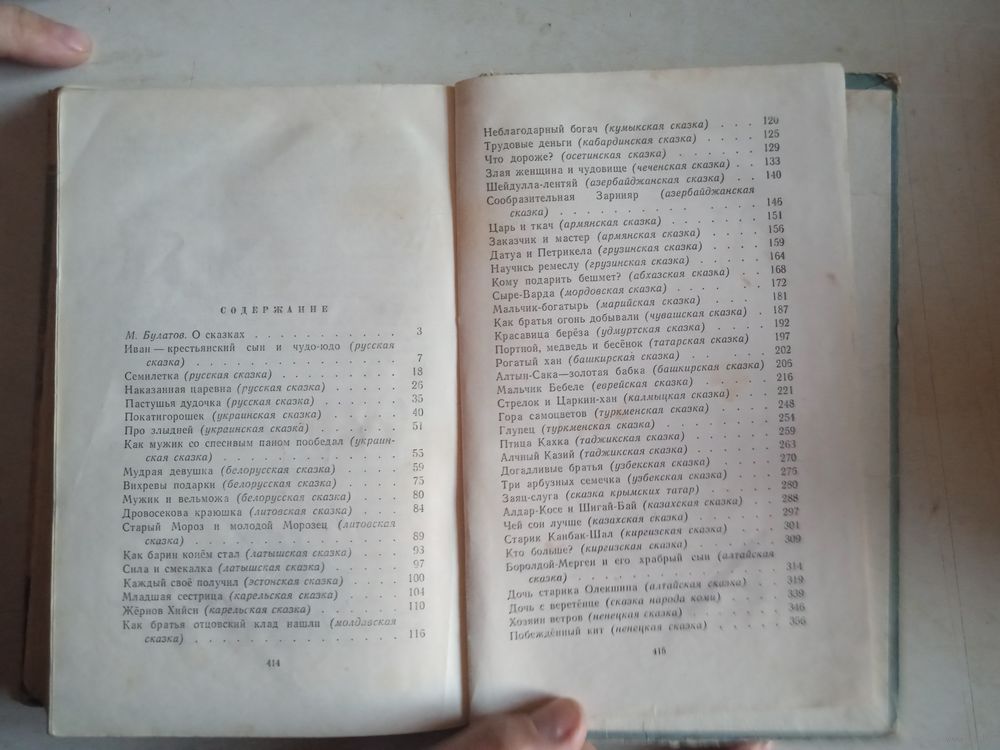 СОДЕРЖАНИЕ
М. Булатов. О сказках . . . . . . . . . . . . 3
Иван — крестьянский сын и чудо-юдо (русская
сказка) . . . . . . . . . . . . . . . 7
Семилетка (русская сказка) . . . . . . . . . 18
Наказанная царевна (русская сказка) . . . . . 26
Пастушья дудочка (русская сказка) . . . . . . 35
Покатигорошек (украинская сказка) . . . . . . 40
Про злыдней (украинская сказка) . . . . . . . 51
Как мужик со спесивым паном пообедал (украин-
ская сказка) . . . . . . . . . . . . . 55
Мудрая девушка (белорусская сказка) . . . . . 59
Вихревы подарки (белорусская сказка) . . . . . 75
Мужик и вельможа (белорусская сказка) . . . . 80
Дровосекова краюшка (литовская сказка) . . . . 84
Старый Мороз и молодой Морозец (литовская
сказка) . . . . . . . . . . . . . . . 89
Как барин конём стал (латышская сказка) . . . 93
Сила и смекалка (латышская сказка) . . . . . 97
Каждый своё получил (эстонская сказка) . . . . 100
Младшая сестрица (карельская сказка) . . . . . 104
Жёрнов Хийси (карельская сказка) . . . . . . 110
Как братья отцовский клад нашли (молдавская
сказка) . . . . . . . . . . . . . . . 116
414
Неблагодарный богач (кумыкская сказка) . . . 120
Трудовые деньги (кабардинская сказка) . . . . 125
Что дороже? (осетинская сказка) . . . . . . 129
Злая женщина и чудовище (чеченская сказка) . . 133
Шейдулла-лентяй (азербайджанская сказка) . . 140
Сообразительная Зарнияр (азербайджанская
сказка) . . . . . . . . . . . . . . 146
Царь и ткач (армянская сказка) . . . . . . . 151
Заказчик и мастер (армянская сказка) . . . . . 156
Датуа и Петрикела (грузинская сказка) . . . . 159
Научись ремеслу (грузинская сказка) . . . . . 164
Кому подарить бешмет? (абхазская сказка) . . 168
Сыре-Варда (мордовская сказка) . . . . . . 172
Мальчик-богатырь (марийская сказка) . . . . . 181
Как братья огонь добывали (чувашская сказка) . 187
Красавица берёза (удмуртская сказка) . . . . 192
Портной, медведь и бесёнок (татарская сказка) 197
Рогатый хан (башкирская сказка) . . . . . . 202
Алтын-Сака—золотая бабка (башкирская сказка) 205
Мальчик Бебеле (еврейская сказка) . . . . . 216
Стрелок и Царкин-хан (калмыцкая сказка) . . . 221
Гора самоцветов (туркменская сказка) . . . . 248
Глупец (туркменская сказка) . . . . . . . 254
Птица Кахка (таджикская сказка) . . . . . . 259
Алчный Казий (таджикская сказка) . . . . . 263
Догадливые братья (узбекская сказка) . . . . 270
Три арбузных семечка (узбекская сказка) . . . 275
Заяц-слуга (сказка крымских татар) . . . . . 280
Алдар-Косе и Шигай-Бай (казахская сказка) . . 288
Чей сон лучше (казахская сказка) . . . . . 297
Старик Канбак-Шал (киргизская сказка) . . . 301
Кто больше? (киргизская сказка) . . . . . . 309
Боролдой-Мерген и его храбрый сын (алтайская
сказка) . . . . . . . . . . . . . . 314
Дочь старика Олекшина (алтайская сказка) . . 319
Дочь с веретёнце (сказка народа коми) . . . . 339
Хозяин ветров (ненецкая сказка) . . . . . . 346
Побеждённый кит (ненецкая сказка) . . . . . 356
415